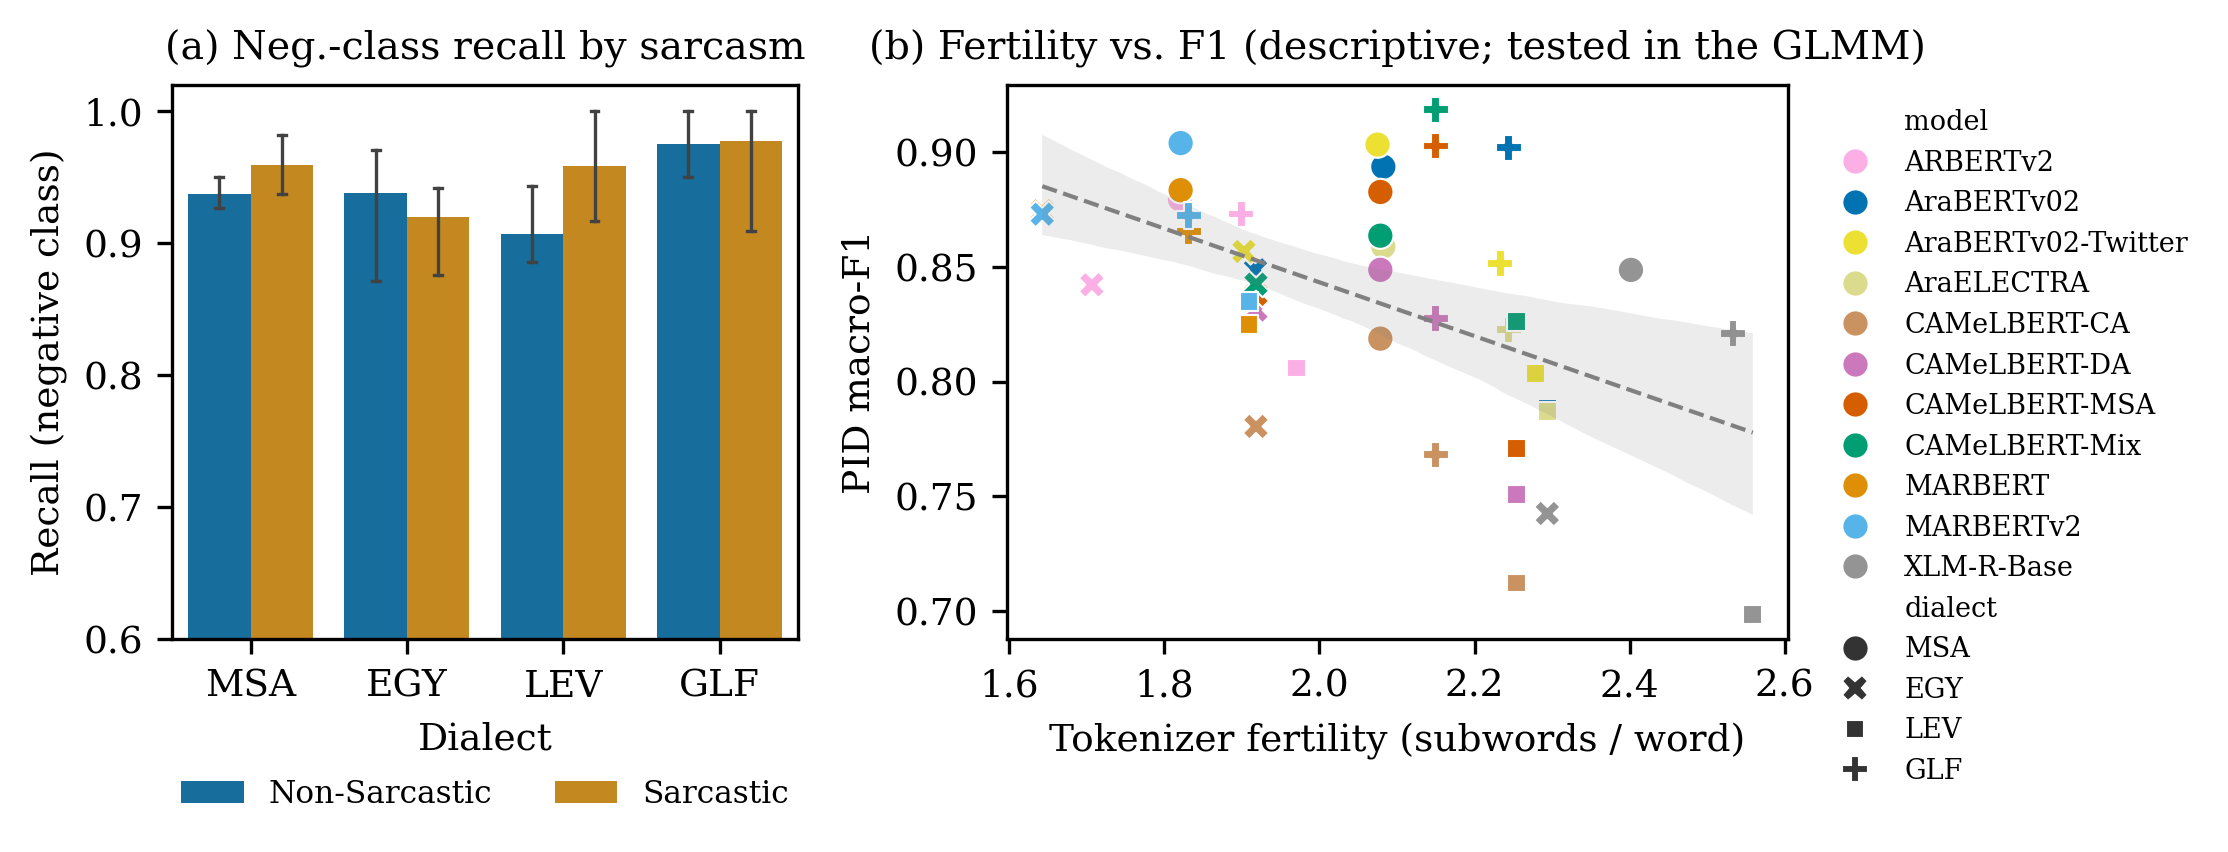 (a) Neg.-class recall by sarcasm
Recall (negative class)
1.0
0.9
0.8
0.7
0.6
MSA EGY LEV GLF
Dialect
Non-Sarcastic Sarcastic
(b) Fertility vs. F1 (descriptive; tested in the GLMM)
PID macro-F1
0.90
0.85
0.80
0.75
0.70
1.6 1.8 2.0 2.2 2.4 2.6
Tokenizer fertility (subwords / word)
model
ARBERTv2
AraBERTv02
AraBERTv02-Twitter
AraELECTRA
CAMeLBERT-CA
CAMeLBERT-DA
CAMeLBERT-MSA
CAMeLBERT-Mix
MARBERT
MARBERTv2
XLM-R-Base
dialect
MSA
EGY
LEV
GLF